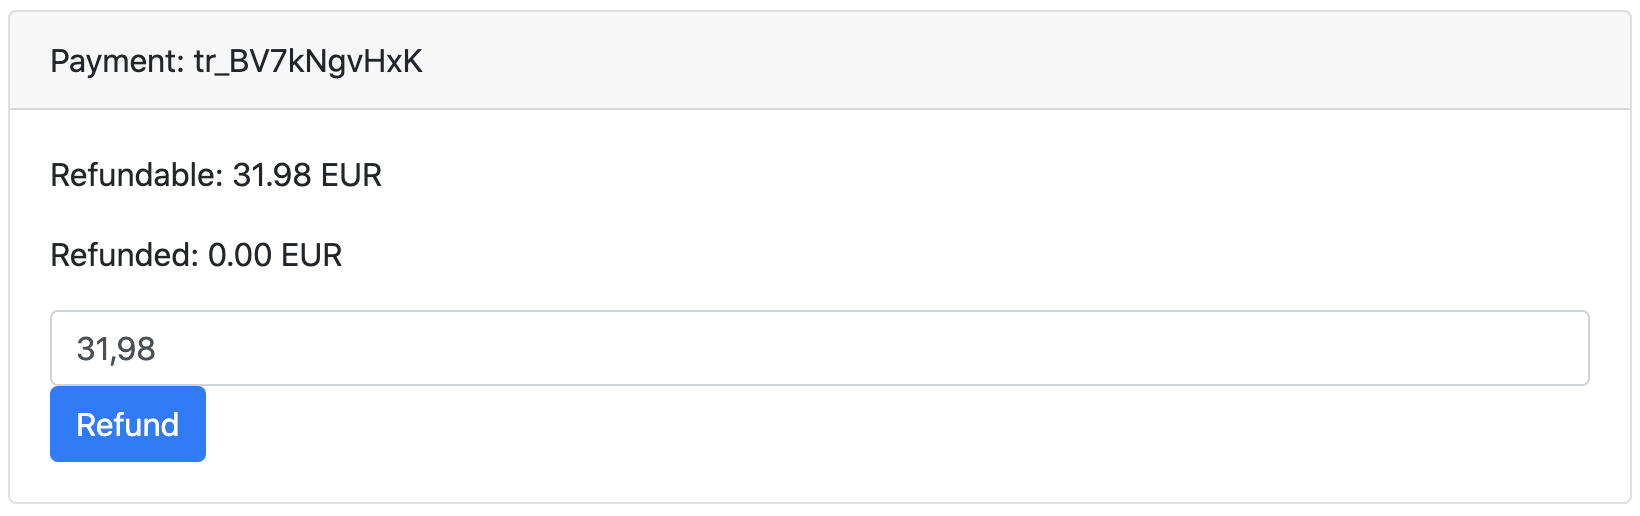 Payment: tr_BV7kNgvHxK
Refundable: 31.98 EUR
Refunded: 0.00 EUR
31,98
Refund